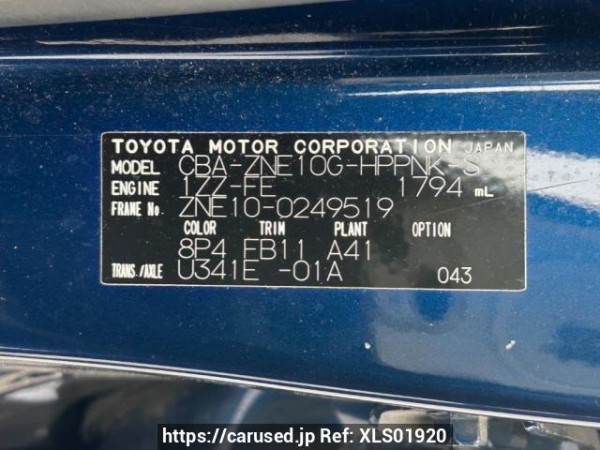 TOYOTA MOTOR CORPORATION JAPAN
MODEL CBA-ZNE10G-HPPNK-S
ENGINE 1ZZ-FE 1794 mL
FRAME No. ZNE10-0249519
COLOR TRIM PLANT OPTION
8P4 FB11 A41
TRANS./AXLE U341E -01A 043
https://carused.jp Ref: XLS01920